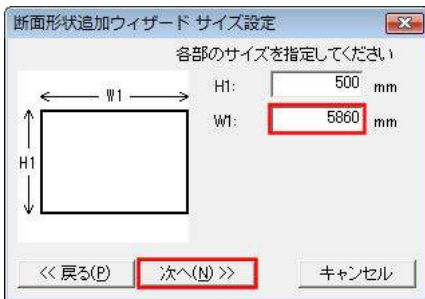 断面形状追加ウィザード サイズ設定
各部のサイズを指定してください
W1
H1
H1: 500 mm
W1: 5860 mm
<< 戻る(P) 次へ(N) >> キャンセル